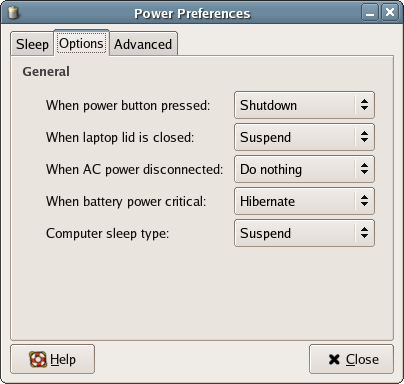 Power Preferences
Sleep Options Advanced
General
When power button pressed: Shutdown
When laptop lid is closed: Suspend
When AC power disconnected: Do nothing
When battery power critical: Hibernate
Computer sleep type: Suspend
Help Close